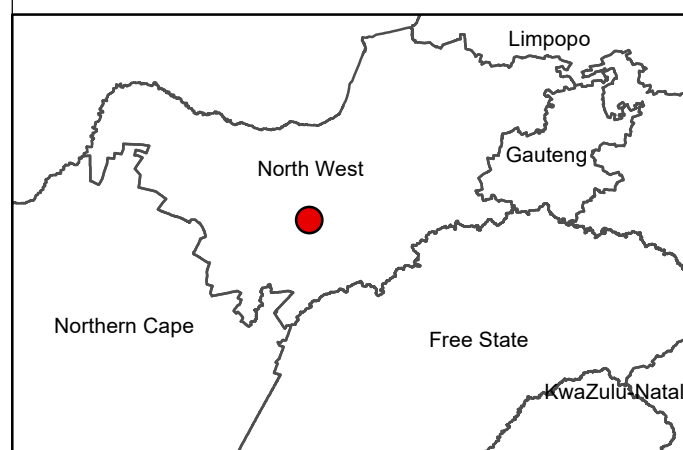 Limpopo
Gauteng
North West
Northern Cape
Free State
KwaZulu-Natal